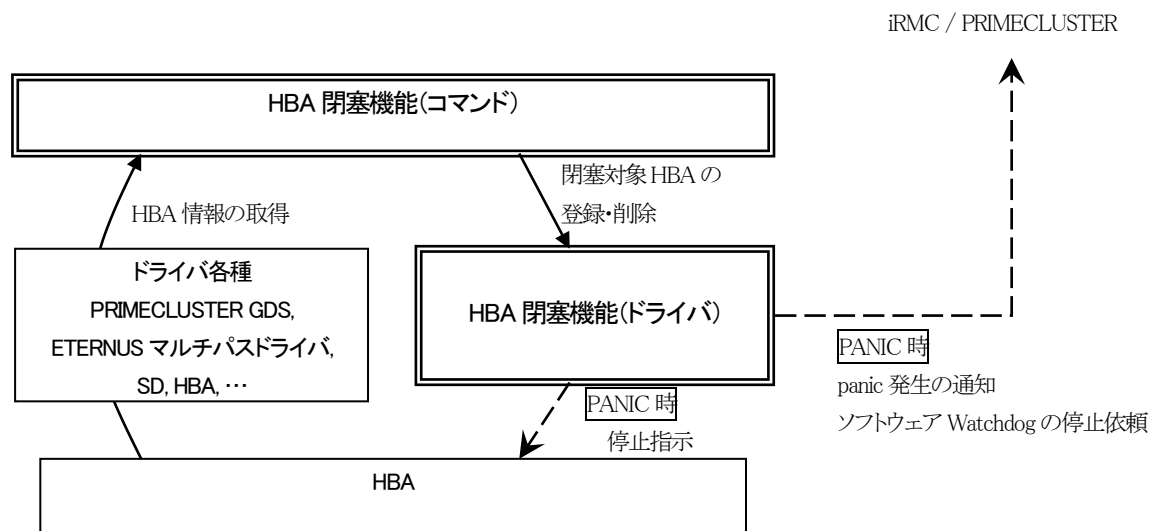 iRMC / PRIMECLUSTER
HBA 閉塞機能(コマンド)
閉塞対象 HBA の
登録・削除
HBA 情報の取得
ドライバ各種
PRIMECLUSTER GDS,
ETERNUS マルチパスドライバ,
SD, HBA, …
HBA 閉塞機能(ドライバ)
PANIC 時
panic 発生の通知
ソフトウェア Watchdog の停止依頼
PANIC 時
停止指示
HBA